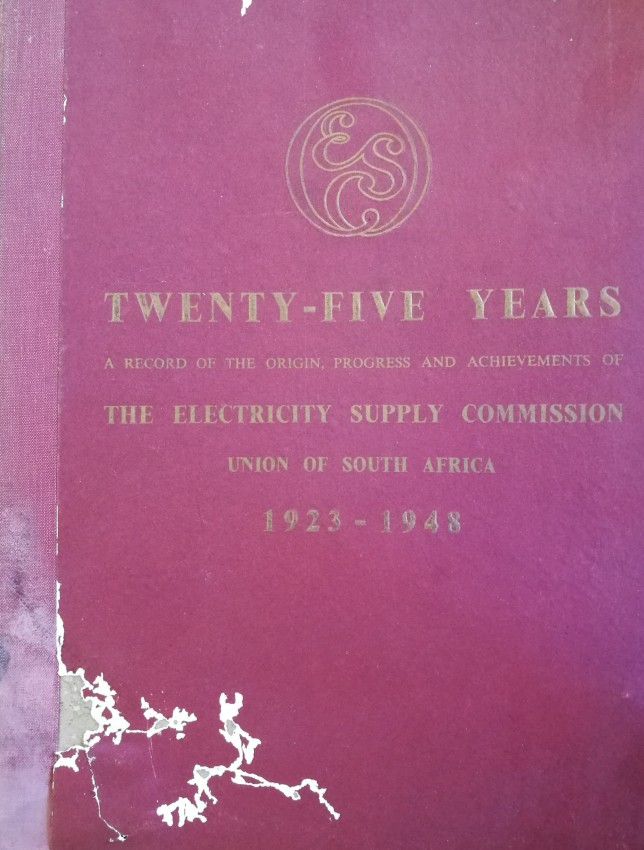 ESC
TWENTY-FIVE YEARS
A RECORD OF THE ORIGIN, PROGRESS AND ACHIEVEMENTS OF
THE ELECTRICITY SUPPLY COMMISSION
UNION OF SOUTH AFRICA
1923-1948